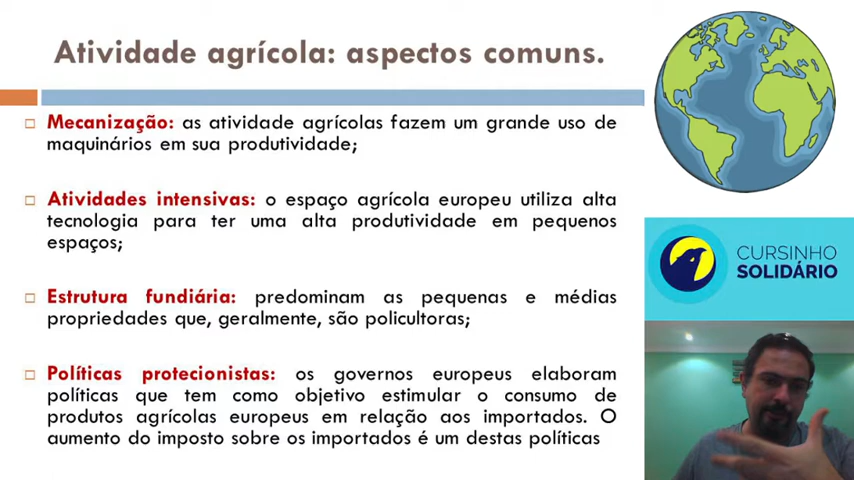 Atividade agrícola: aspectos comuns.
Mecanização: as atividade agrícolas fazem um grande uso de
maquinários em sua produtividade;
Atividades intensivas: o espaço agrícola europeu utiliza alta
tecnologia para ter uma alta produtividade em pequenos
espaços;
Estrutura fundiária: predominam as pequenas e médias
propriedades que, geralmente, são policultoras;
Políticas protecionistas: os governos europeus elaboram
políticas que tem como objetivo estimular o consumo de
produtos agrícolas europeus em relação aos importados. O
aumento do imposto sobre os importados é um destas políticas
CURSINHO
SOLIDÁRIO